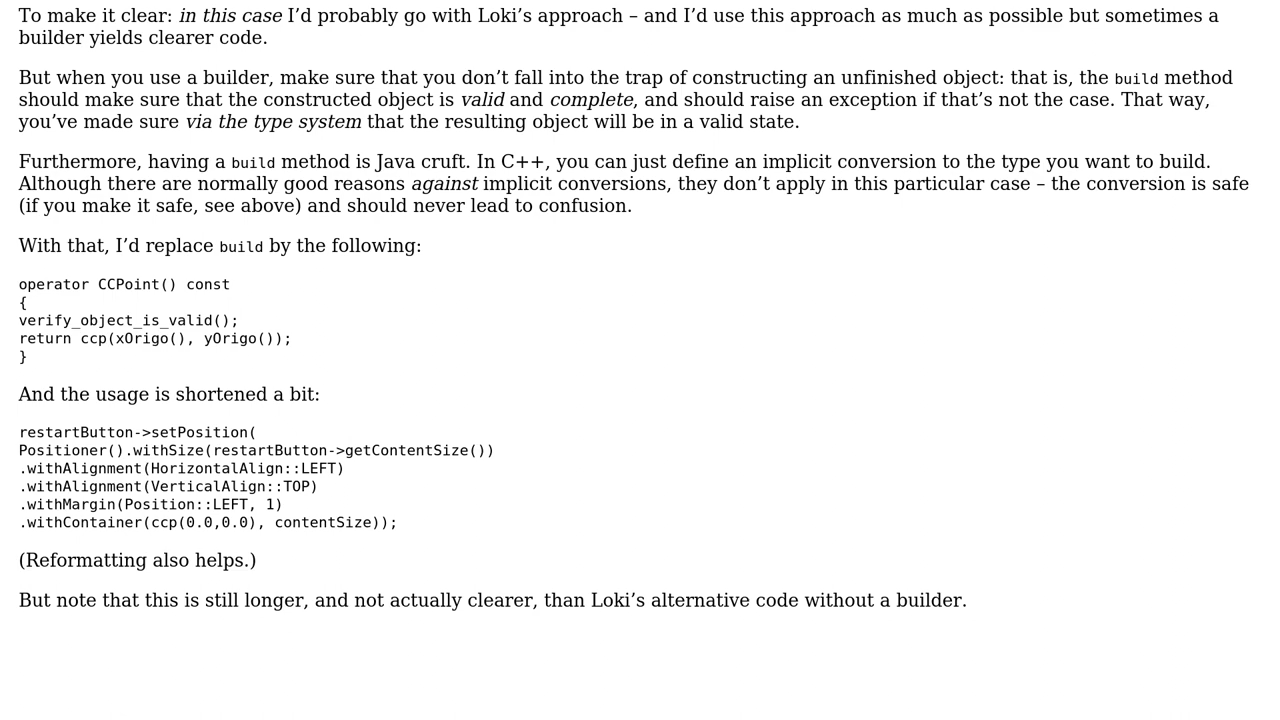 To make it clear: in this case I’d probably go with Loki’s approach – and I’d use this approach as much as possible but sometimes a
builder yields clearer code.
But when you use a builder, make sure that you don’t fall into the trap of constructing an unfinished object: that is, the build method
should make sure that the constructed object is valid and complete, and should raise an exception if that’s not the case. That way,
you’ve made sure via the type system that the resulting object will be in a valid state.
Furthermore, having a build method is Java cruft. In C++, you can just define an implicit conversion to the type you want to build.
Although there are normally good reasons against implicit conversions, they don’t apply in this particular case – the conversion is safe
(if you make it safe, see above) and should never lead to confusion.
With that, I’d replace build by the following:
operator CCPoint() const
{
verify_object_is_valid();
return ccp(xOrigo(), yOrigo());
}
And the usage is shortened a bit:
restartButton->setPosition(
Positioner().withSize(restartButton->getContentSize())
.withAlignment(HorizontalAlign::LEFT)
.withAlignment(VerticalAlign::TOP)
.withMargin(Position::LEFT, 1)
.withContainer(ccp(0.0,0.0), contentSize));
(Reformatting also helps.)
But note that this is still longer, and not actually clearer, than Loki’s alternative code without a builder.